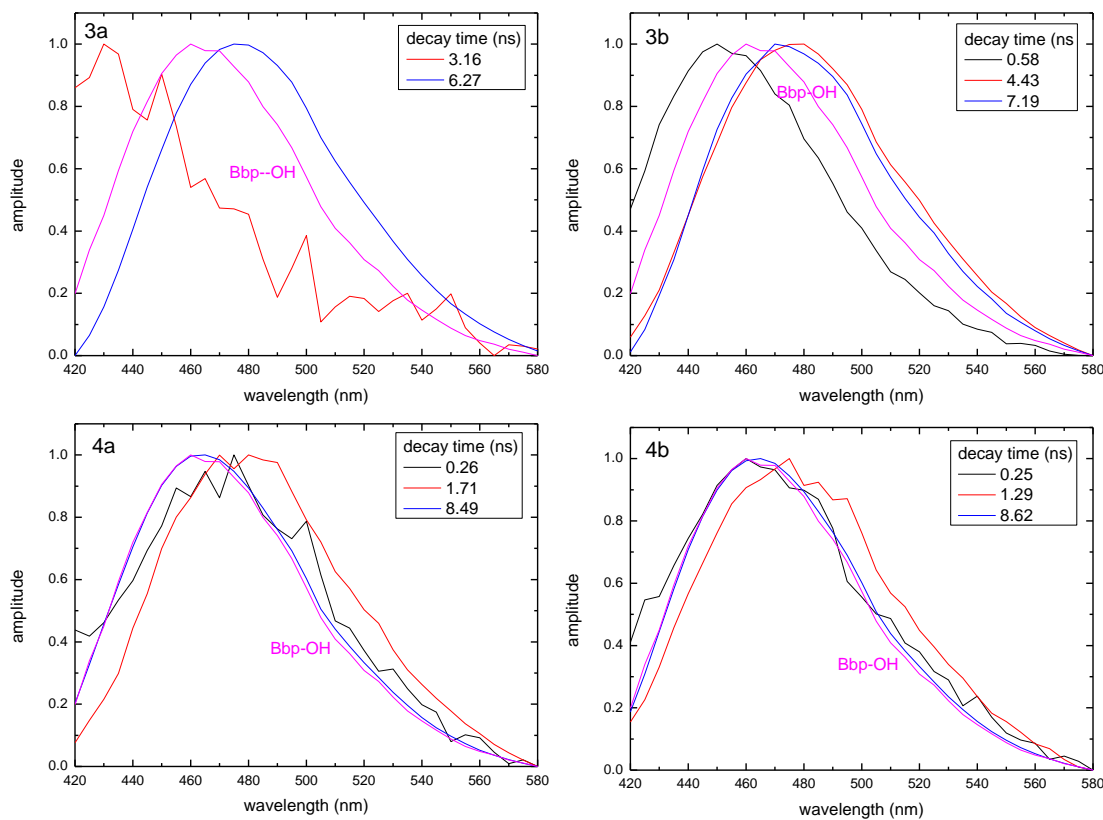 3a
decay time (ns)
3.16
6.27
Bbp--OH
amplitude
1.0
0.8
0.6
0.4
0.2
0.0
420 440 460 480 500 520 540 560 580
wavelength (nm)
3b
decay time (ns
0.58
4.43
7.19
Bbp-OH
amplitude
1.0
0.8
0.6
0.4
0.2
0.0
420 440 460 480 500 520 540 560 580
wavelength (nm)
4a
decay time (ns)
0.26
1.71
8.49
Bbp-OH
amplitude
1.0
0.8
0.6
0.4
0.2
0.0
420 440 460 480 500 520 540 560 580
wavelength (nm)
4b
decay time (ns)
0.25
1.29
8.62
Bbp-OH
amplitude
1.0
0.8
0.6
0.4
0.2
0.0
420 440 460 480 500 520 540 560 580
wavelength (nm)